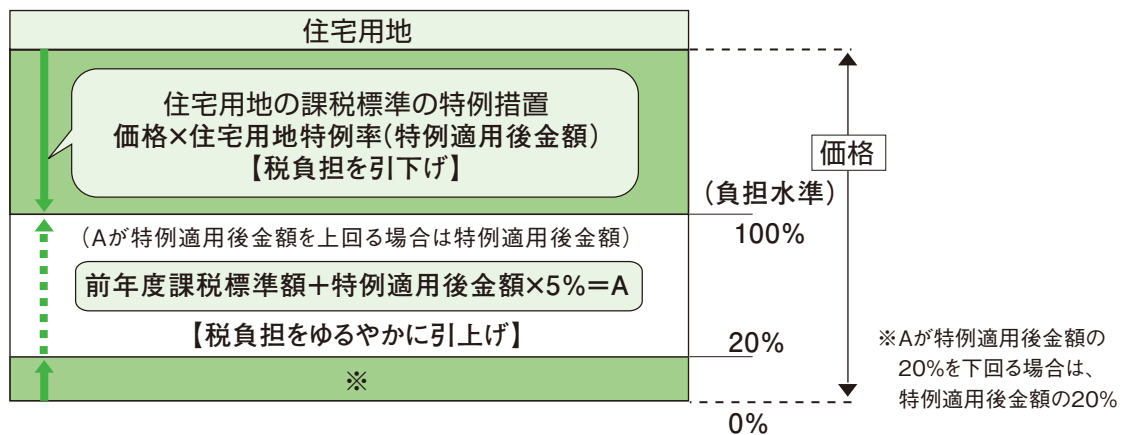 住宅用地
住宅用地の課税標準の特例措置
価格×住宅用地特例率(特例適用後金額)
【税負担を引下げ】
価格
(負担水準)
100%
(Aが特例適用後金額を上回る場合は特例適用後金額)
前年度課税標準額+特例適用後金額×5%=A
【税負担をゆるやかに引上げ】
20%
※
0%
※Aが特例適用後金額の
20%を下回る場合は、
特例適用後金額の20%